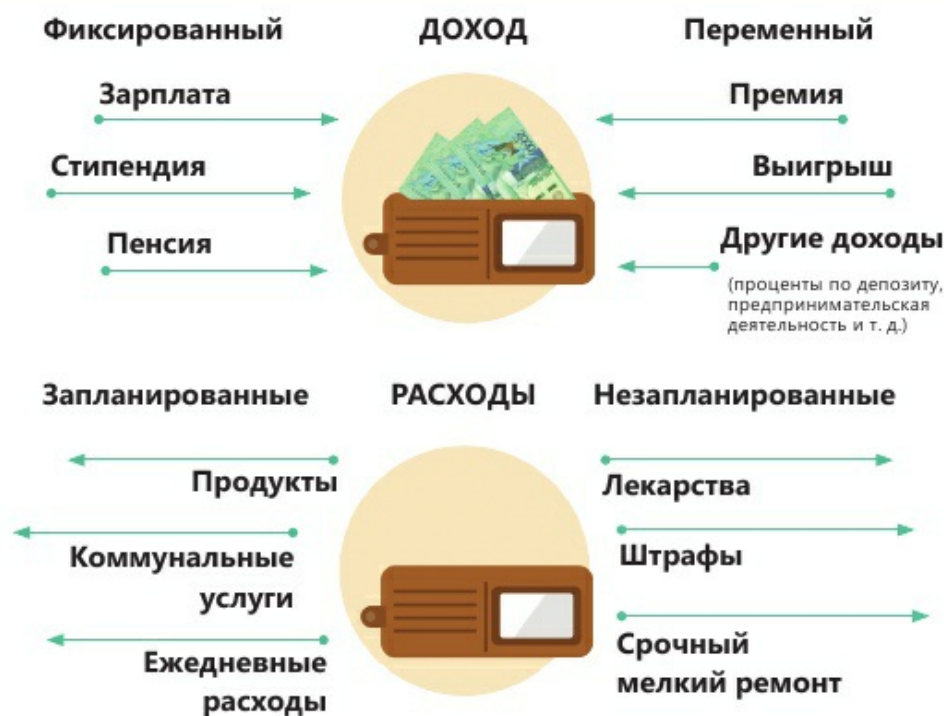 Фиксированный
ДОХОД
Переменный
Зарплата
Стипендия
Пенсия
Премия
Выигрыш
Другие доходы
(проценты по депозиту,
предпринимательская
деятельность и т. д.)
Запланированные
РАСХОДЫ
Незапланированные
Продукты
Коммунальные
услуги
Ежедневные
расходы
Лекарства
Штрафы
Срочный
мелкий ремонт